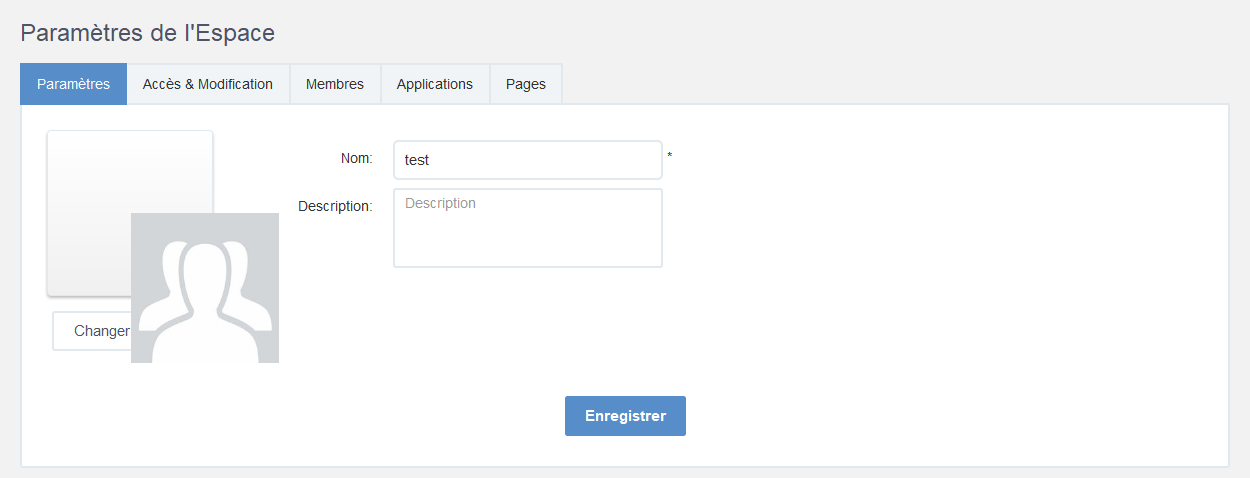 Paramètres de l'Espace
Paramètres
Accès & Modification
Membres
Applications
Pages
Nom:
test
*
Description:
Description
Changer
Enregistrer